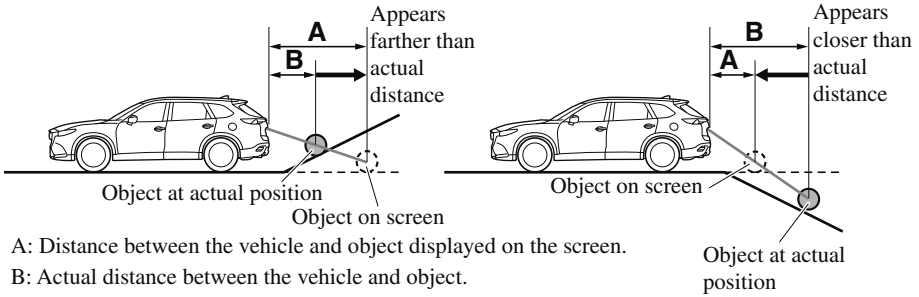 A
B
Appears
farther than
actual
distance
Object at actual position
Object on screen
B
A
Appears
closer than
actual
distance
Object on screen
Object at actual
position
A: Distance between the vehicle and object displayed on the screen.
B: Actual distance between the vehicle and object.